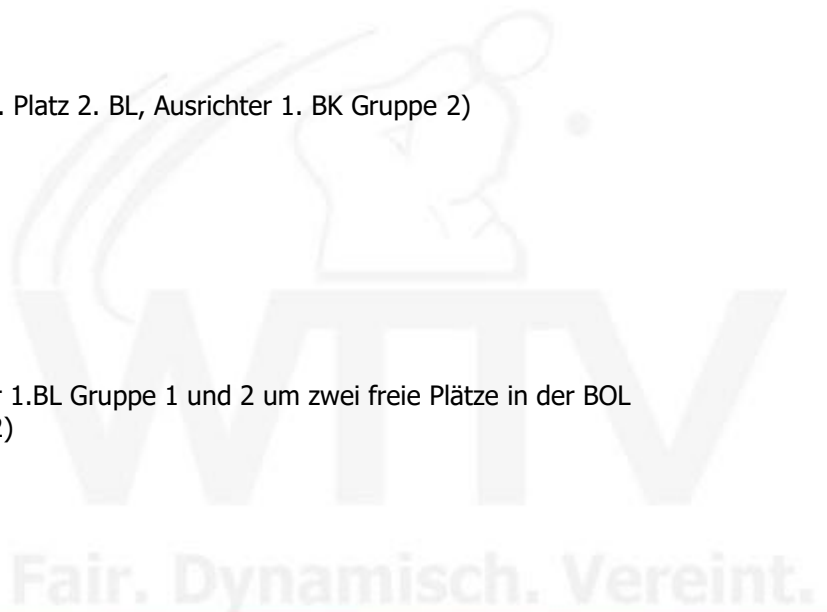 . Platz 2. BL, Ausrichter 1. BK Gruppe 2)
r 1.BL Gruppe 1 und 2 um zwei freie Plätze in der BOL
2)
WTTV
Fair. Dynamisch. Vereint.